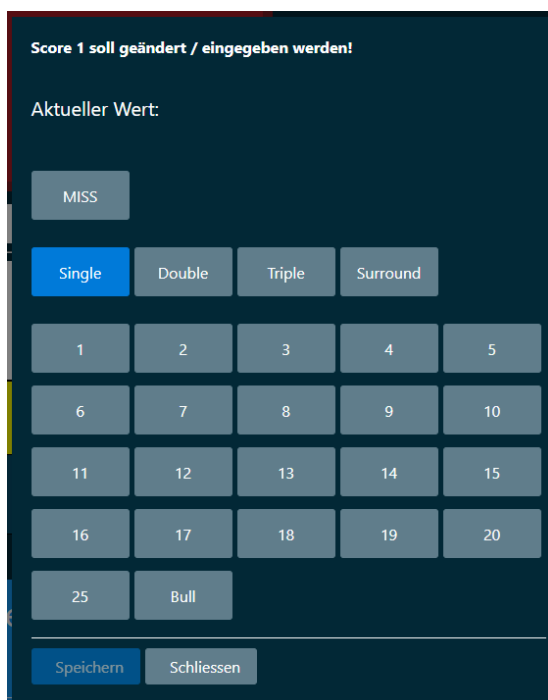 Score 1 soll geändert / eingegeben werden!
Aktueller Wert:
MISS
Single Double Triple Surround
1 2 3 4 5
6 7 8 9 10
11 12 13 14 15
16 17 18 19 20
25 Bull
Speichern Schliessen